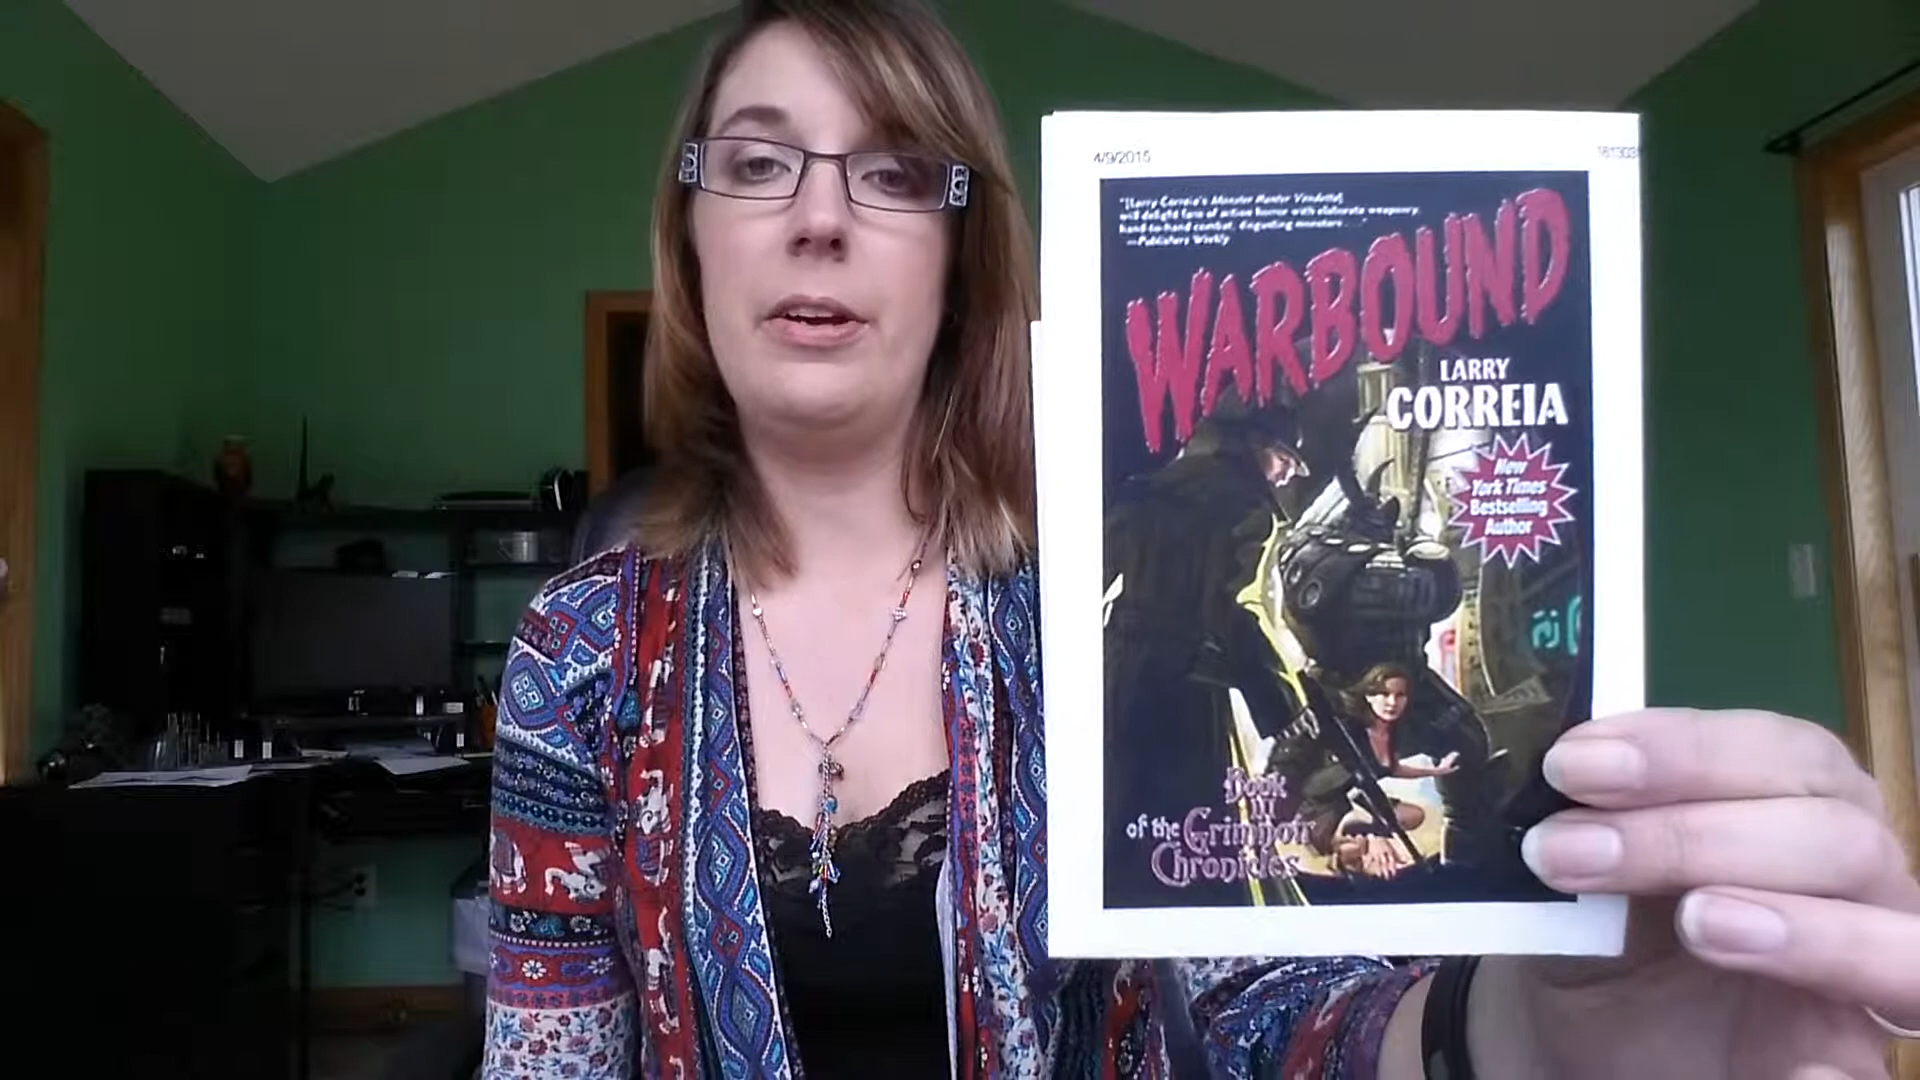 4/9/2015
"[Larry Correia's Monster Hunter Vendetta]
will delight fans of action horror with elaborate weaponry,
hand-to-hand combat, disgusting monsters. . . ."
—Publishers Weekly
WARBOUND
LARRY
CORREIA
New
York Times
Bestselling
Author
Book
III
of the Grimnoir
Chronicles